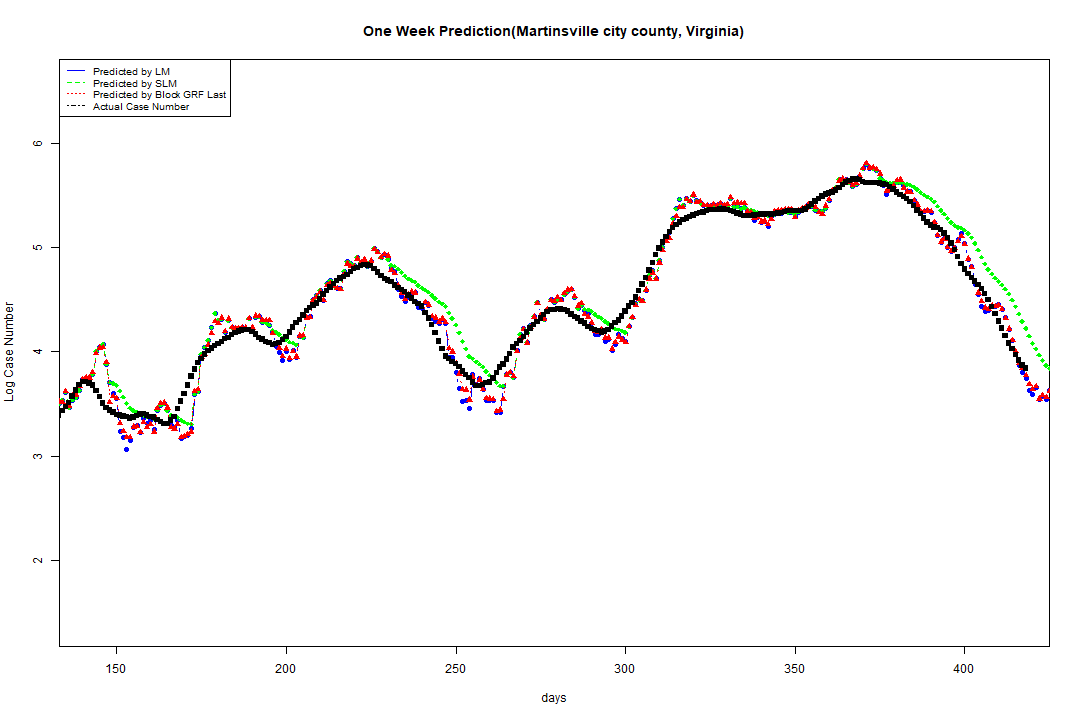 One Week Prediction(Martinsville city county, Virginia)
Predicted by LM
Predicted by SLM
Predicted by Block GRF Last
Actual Case Number
6
5
4
3
2
Log Case Number
150 200 250 300 350 400
days